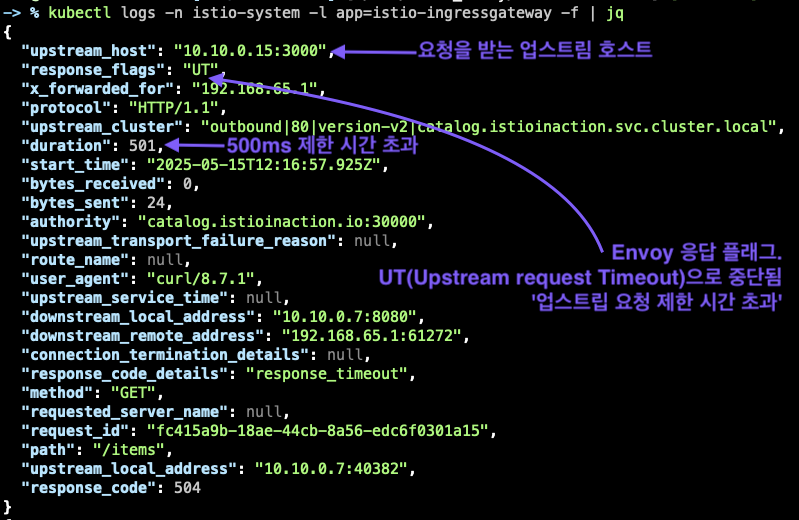 -> % kubectl logs -n istio-system -l app=istio-ingressgateway -f | jq
{
"upstream_host": "10.10.0.15:3000", 요청을 받는 업스트림 호스트
"response_flags": "UT",
"x_forwarded_for": "192.168.65.1",
"protocol": "HTTP/1.1",
"upstream_cluster": "outbound|80|version-v2|catalog.istioinaction.svc.cluster.local",
"duration": 501, 500ms 제한 시간 초과
"start_time": "2025-05-15T12:16:57.925Z",
"bytes_received": 0,
"bytes_sent": 24,
"authority": "catalog.istioinaction.io:30000",
"upstream_transport_failure_reason": null,
"route_name": null,
"user_agent": "curl/8.7.1",
"upstream_service_time": null,
"downstream_local_address": "10.10.0.7:8080",
"downstream_remote_address": "192.168.65.1:61272",
"connection_termination_details": null,
"response_code_details": "response_timeout",
"method": "GET",
"requested_server_name": null,
"request_id": "fc415a9b-18ae-44cb-8a56-edc6f0301a15",
"path": "/items",
"upstream_local_address": "10.10.0.7:40382",
"response_code": 504
}
Envoy 응답 플래그.
UT(Upstream request Timeout)으로 중단됨
'업스트립 요청 제한 시간 초과'